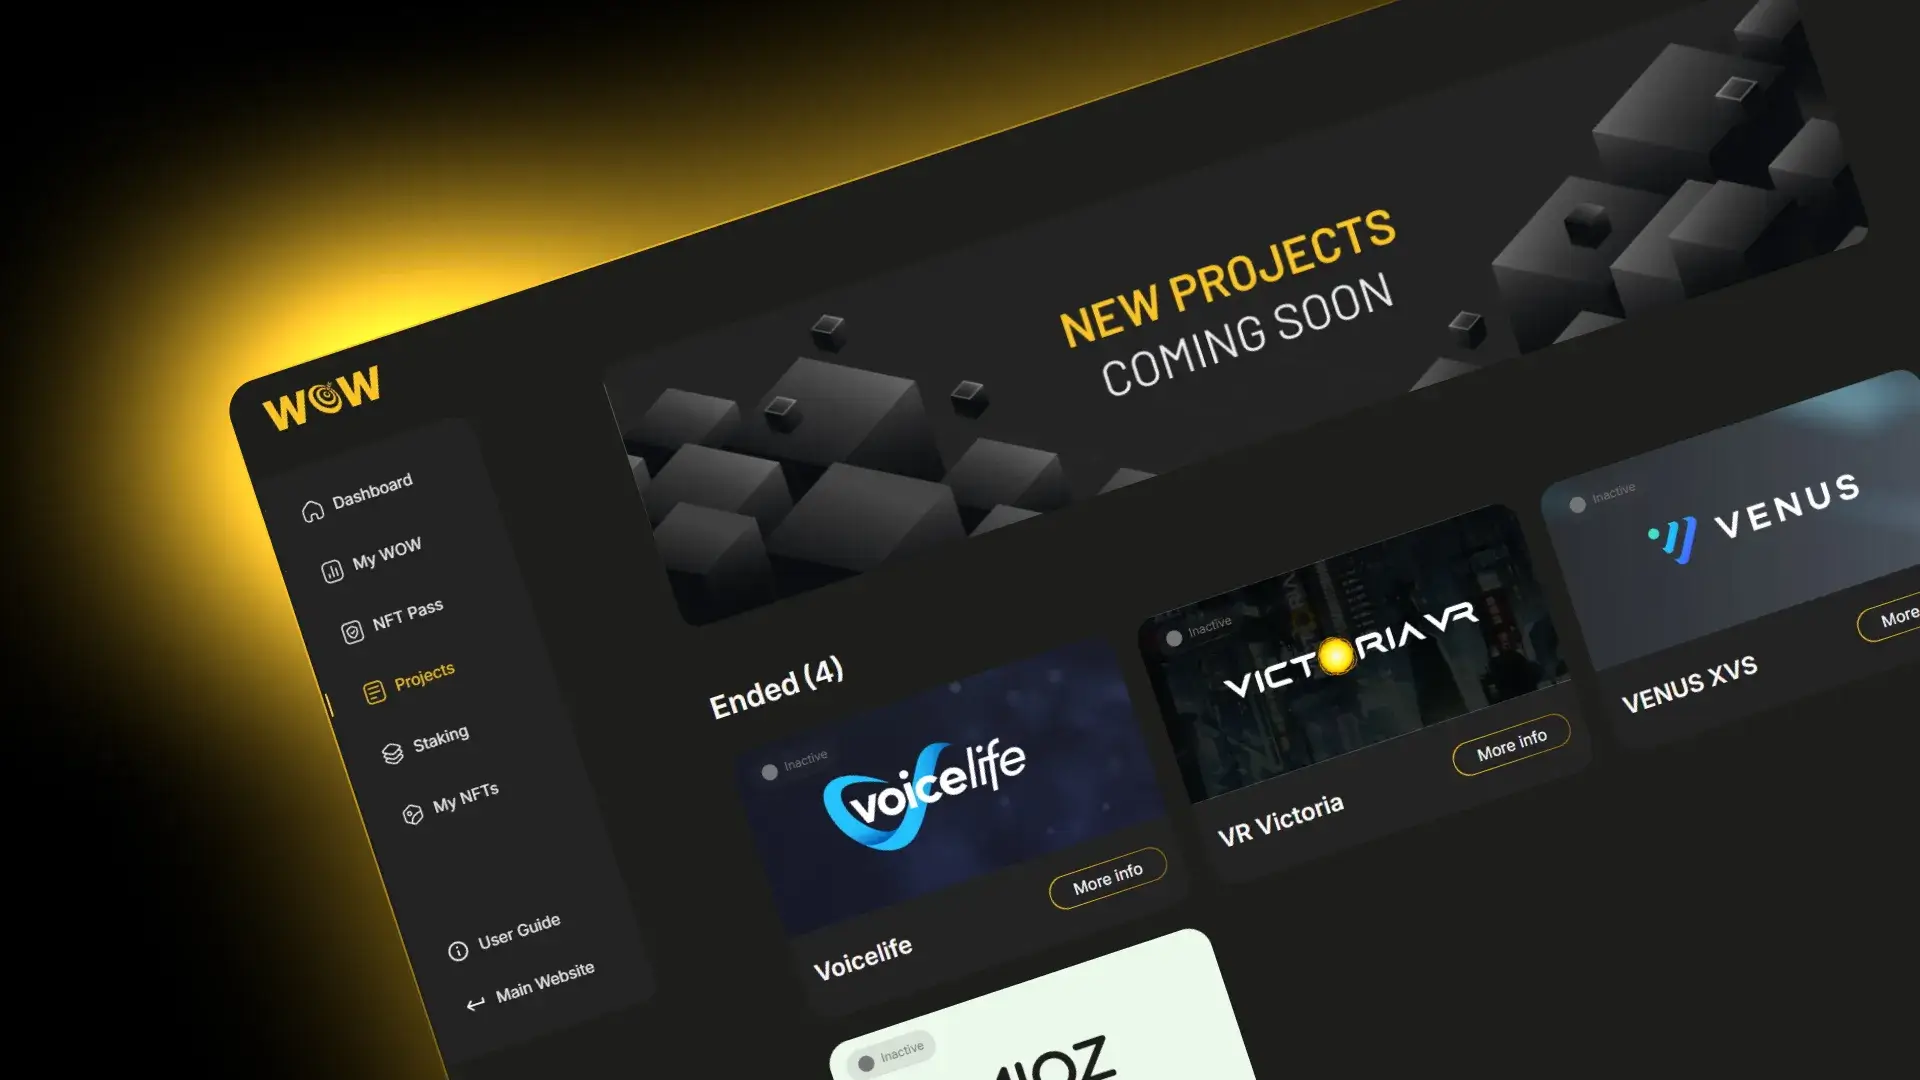 WOW
Dashboard
My WOW
NFT Pass
Projects
Staking
My NFTs
User Guide
Main Website
NEW PROJECTS
COMING SOON
Ended (4)
Inactive
voicelife
More info
Voicelife
Inactive
VICTORIA VR
More info
VR Victoria
Inactive
VENUS
More
VENUS XVS
Inactive